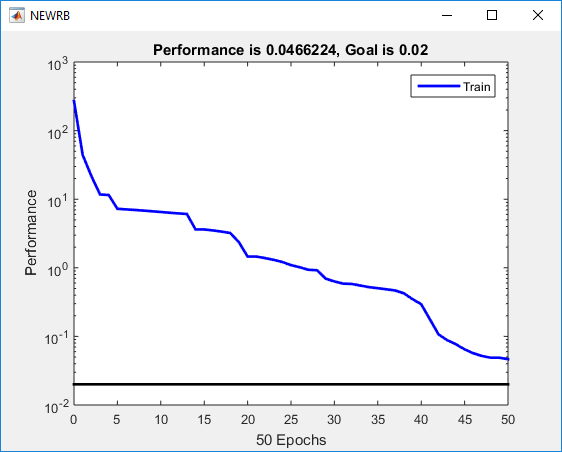 NEWRB
Performance is 0.0466224, Goal is 0.02
Train
Performance
10^3
10^2
10^1
10^0
10^-1
10^-2
0 5 10 15 20 25 30 35 40 45 50
50 Epochs